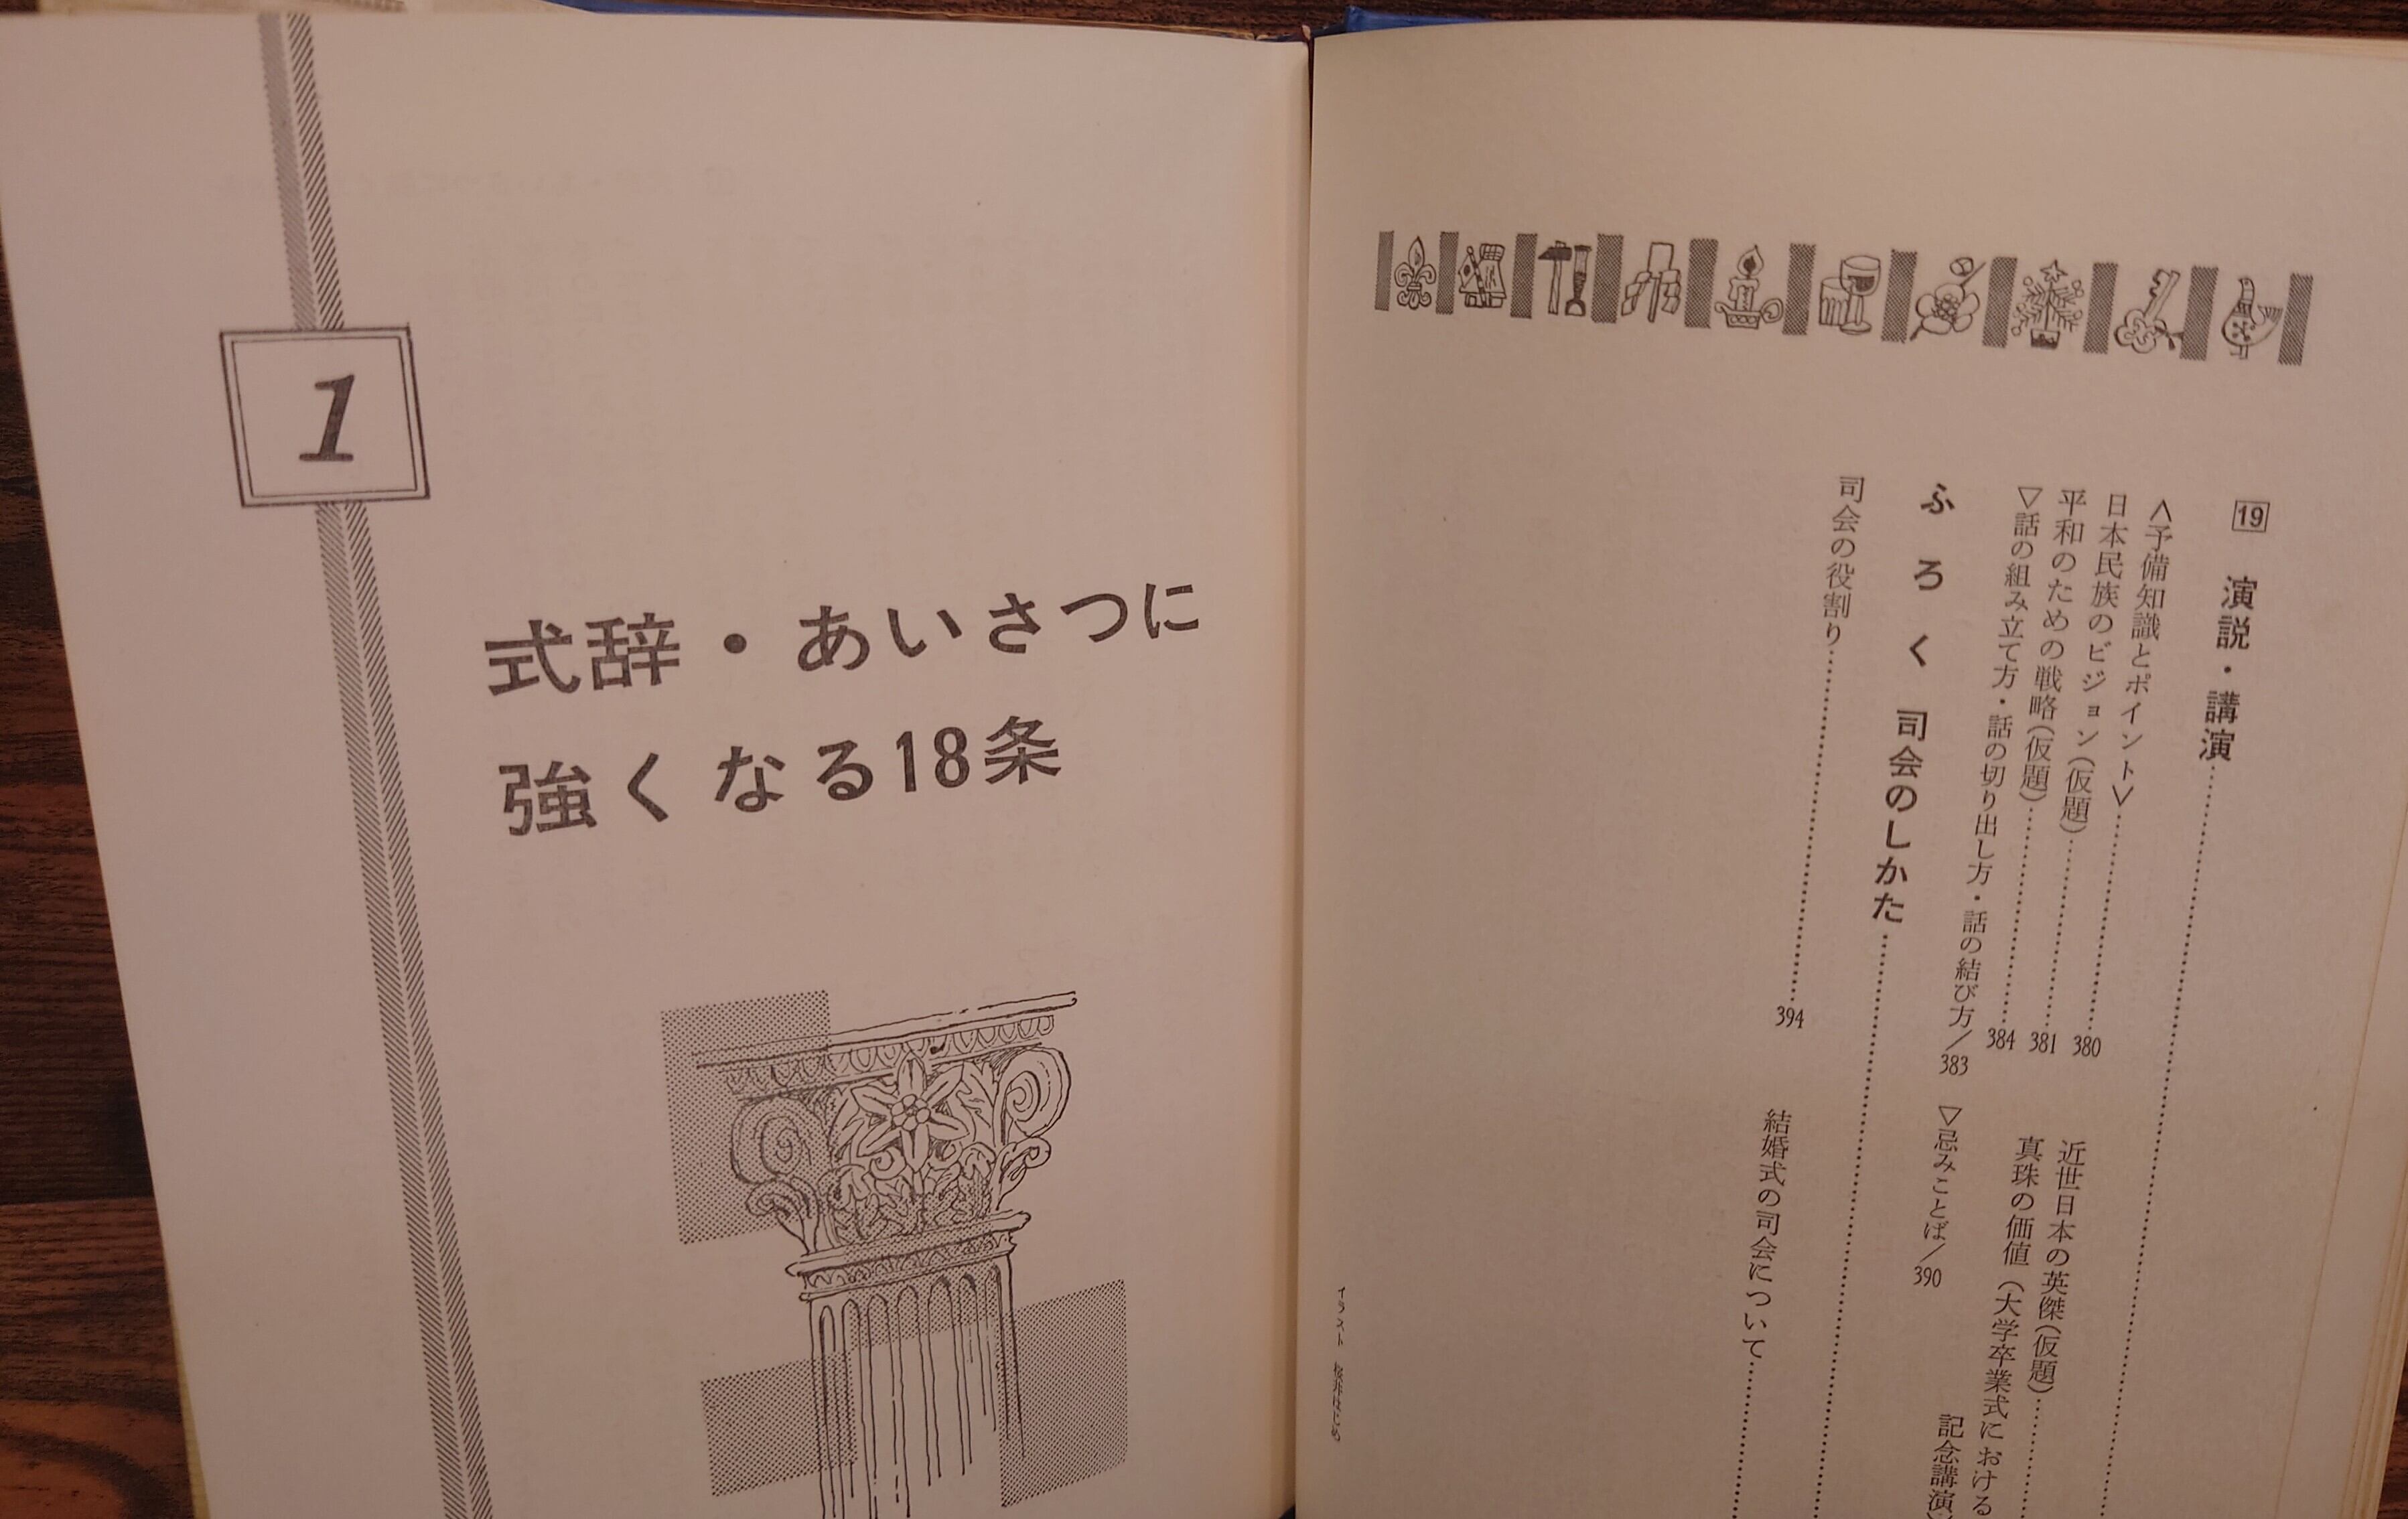 19 演説・講演
〈予備知識とポイント〉 380
日本民族のビジョン(仮題) 381
近世日本の英傑(仮題)
平和のための戦略(仮題) 384
真珠の価値(大学卒業式における
記念講演)
▽話の組み立て方・話の切り出し方・話の結び方/383
▽忌みことば/390
ふろく 司会のしかた
司会の役割り 394
結婚式の司会について
イラスト
1
式辞・あいさつに
強くなる18条